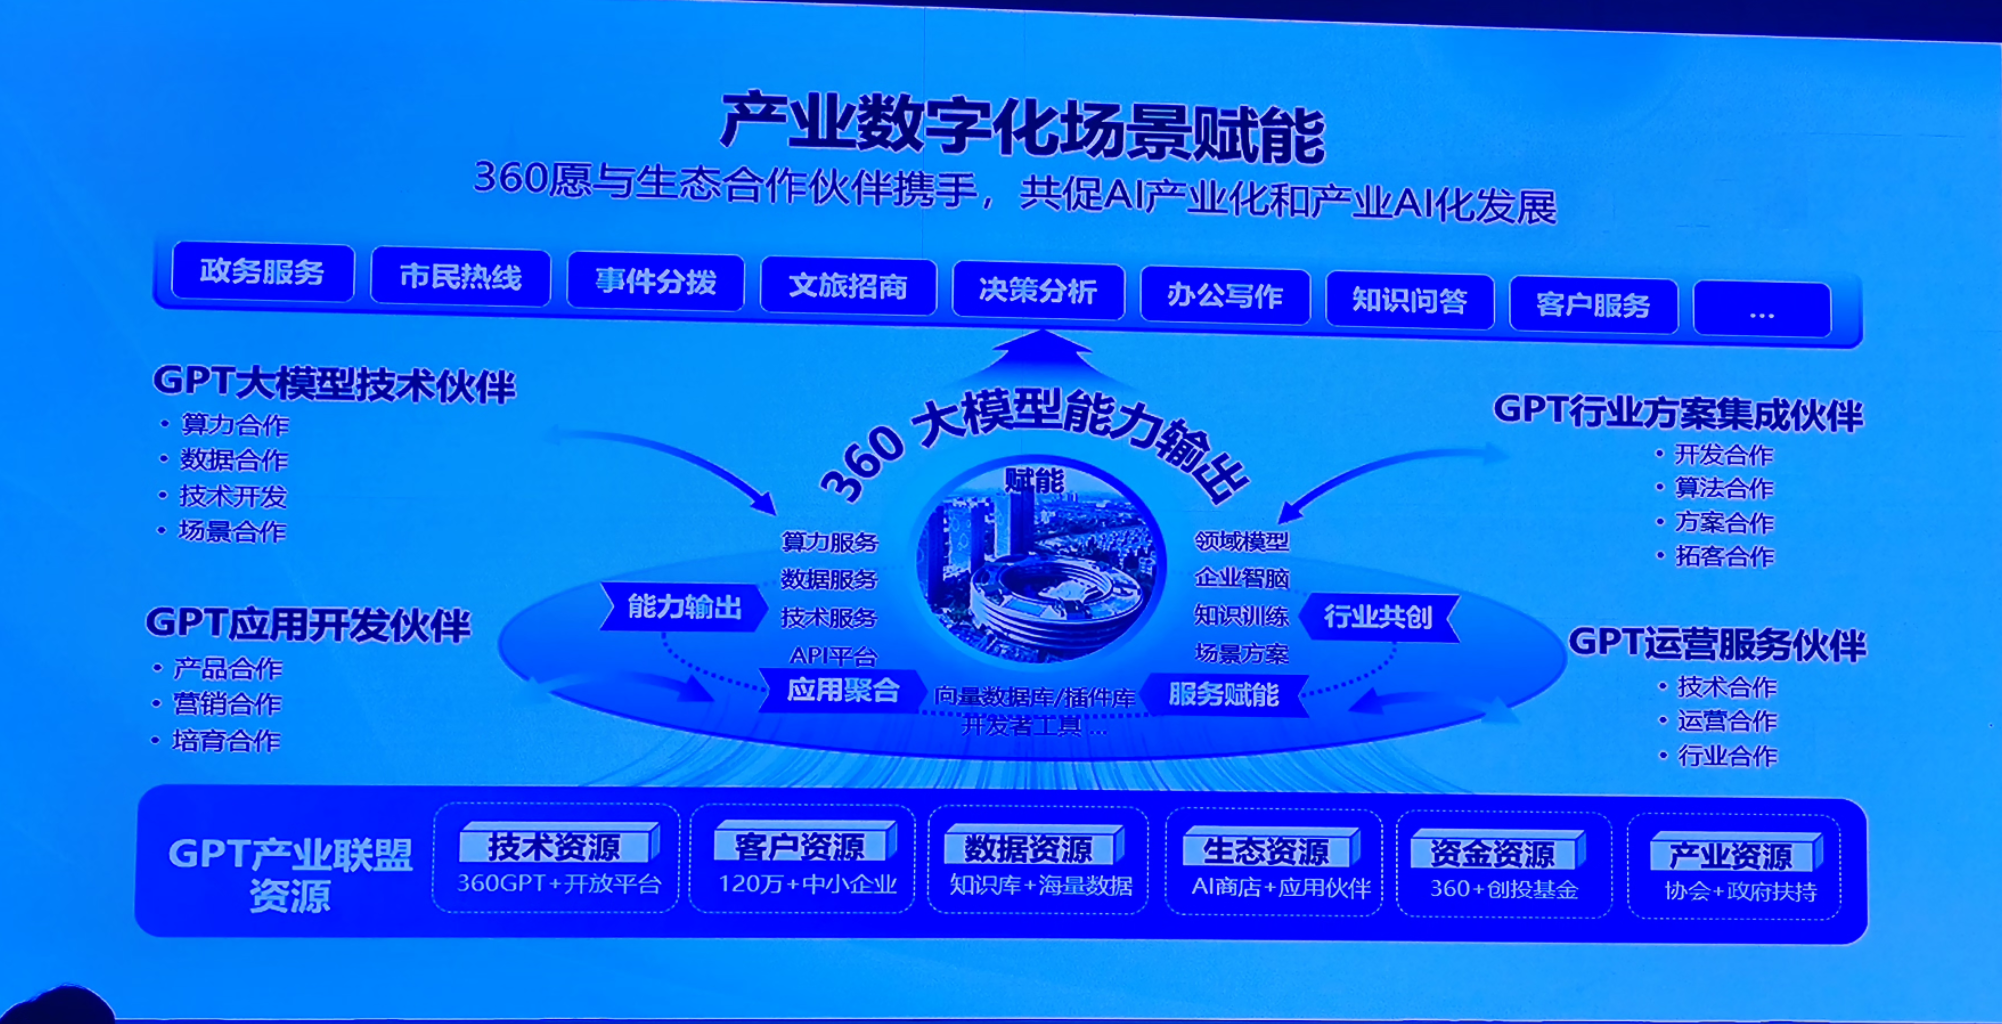 产业数字化场景赋能
360愿与生态合作伙伴携手，共促AI产业化和产业AI化发展
政务服务 市民热线 事件分拨 文旅招商 决策分析 办公写作 知识问答 客户服务 ...
GPT大模型技术伙伴
• 算力合作
• 数据合作
• 技术开发
• 场景合作
GPT应用开发伙伴
• 产品合作
• 营销合作
• 培育合作
360 大模型能力输出
赋能
算力服务
数据服务
技术服务
API平台
能力输出
应用聚合
向量数据库/插件库
开发者工具 ...
领域模型
企业智脑
知识训练
场景方案
行业共创
服务赋能
GPT行业方案集成伙伴
• 开发合作
• 算法合作
• 方案合作
• 拓客合作
GPT运营服务伙伴
• 技术合作
• 运营合作
• 行业合作
GPT产业联盟
资源
技术资源
360GPT+开放平台
客户资源
120万+中小企业
数据资源
知识库+海量数据
生态资源
AI商店+应用伙伴
资金资源
360+创投基金
产业资源
协会+政府扶持